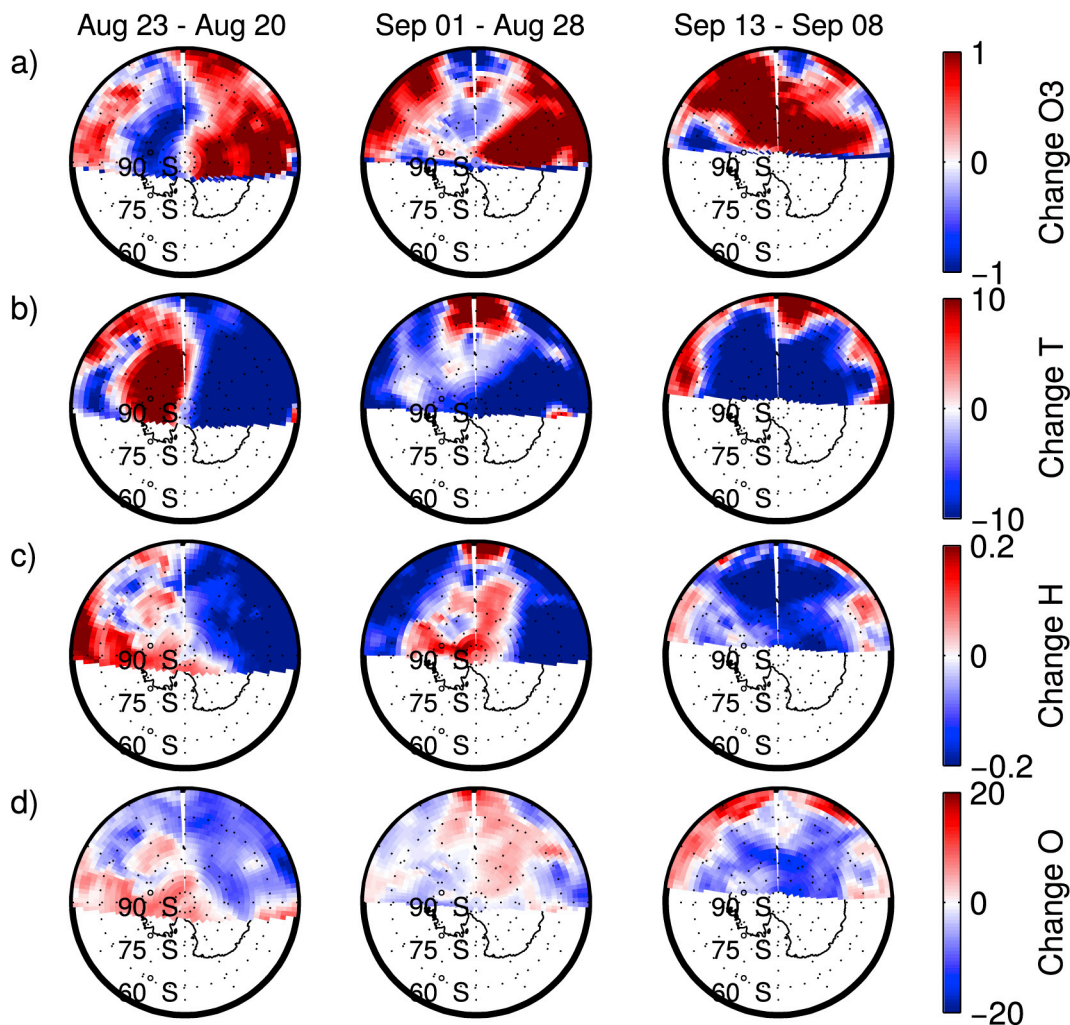 Aug 23 - Aug 20 Sep 01 - Aug 28 Sep 13 - Sep 08
a)
90° S 90° S 90° S
75° S 75° S 75° S
60° S 60° S 60° S
1
0
−1
Change O3
b)
90° S 90° S 90° S
75° S 75° S 75° S
60° S 60° S 60° S
10
0
−10
Change T
c)
90° S 90° S 90° S
75° S 75° S 75° S
60° S 60° S 60° S
0.2
0
−0.2
Change H
d)
90° S 90° S 90° S
75° S 75° S 75° S
60° S 60° S 60° S
20
0
−20
Change O